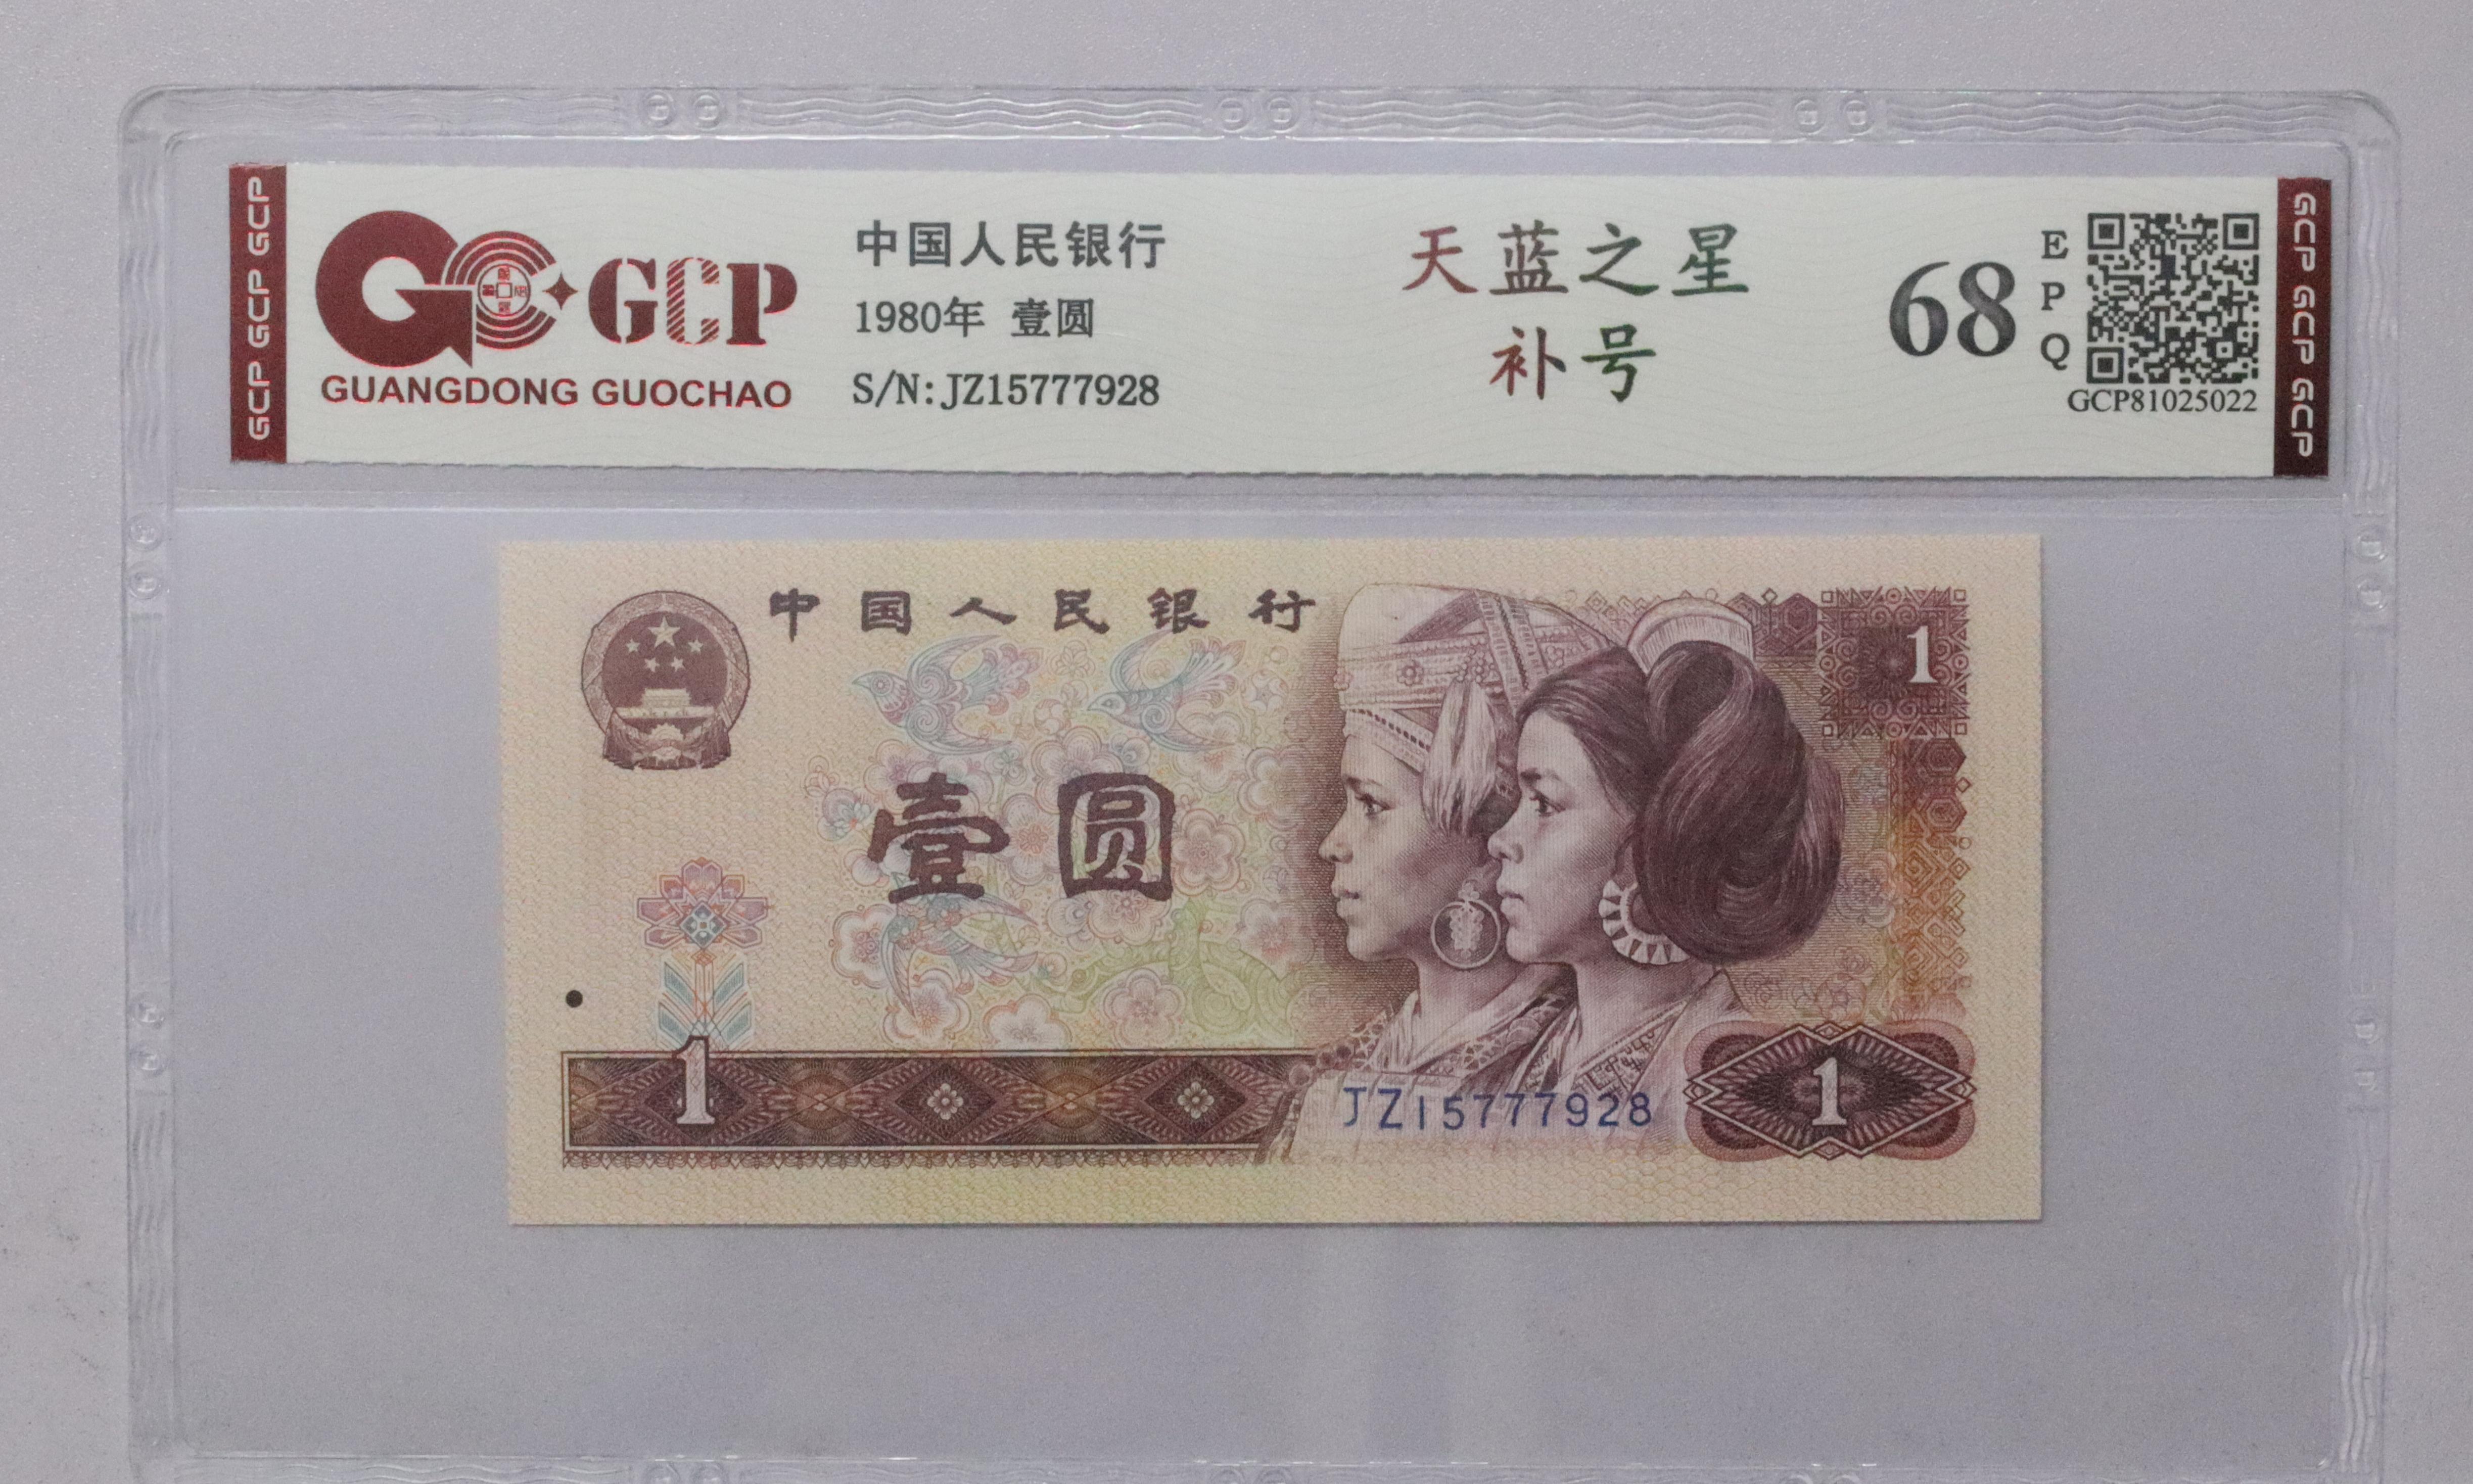 GCP GCP GCP
GCP
GUANGDONG GUOCHAO
中国人民银行
1980年 壹圆
S/N:JZ15777928
天蓝之星
补号
68
EPQ
GCP81025022
GCP GCP GCP
中国人民银行
1
壹圆
1
JZ15777928
1